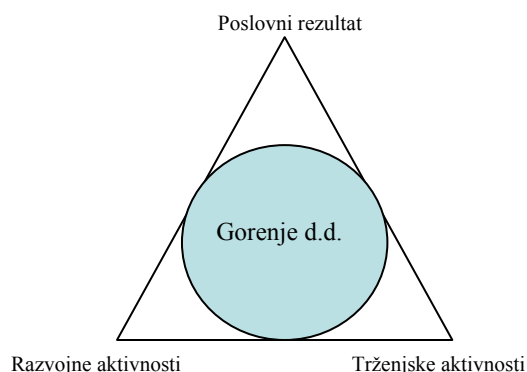 Poslovni rezultat
Gorenje d.d.
Razvojne aktivnosti
Trženjske aktivnosti